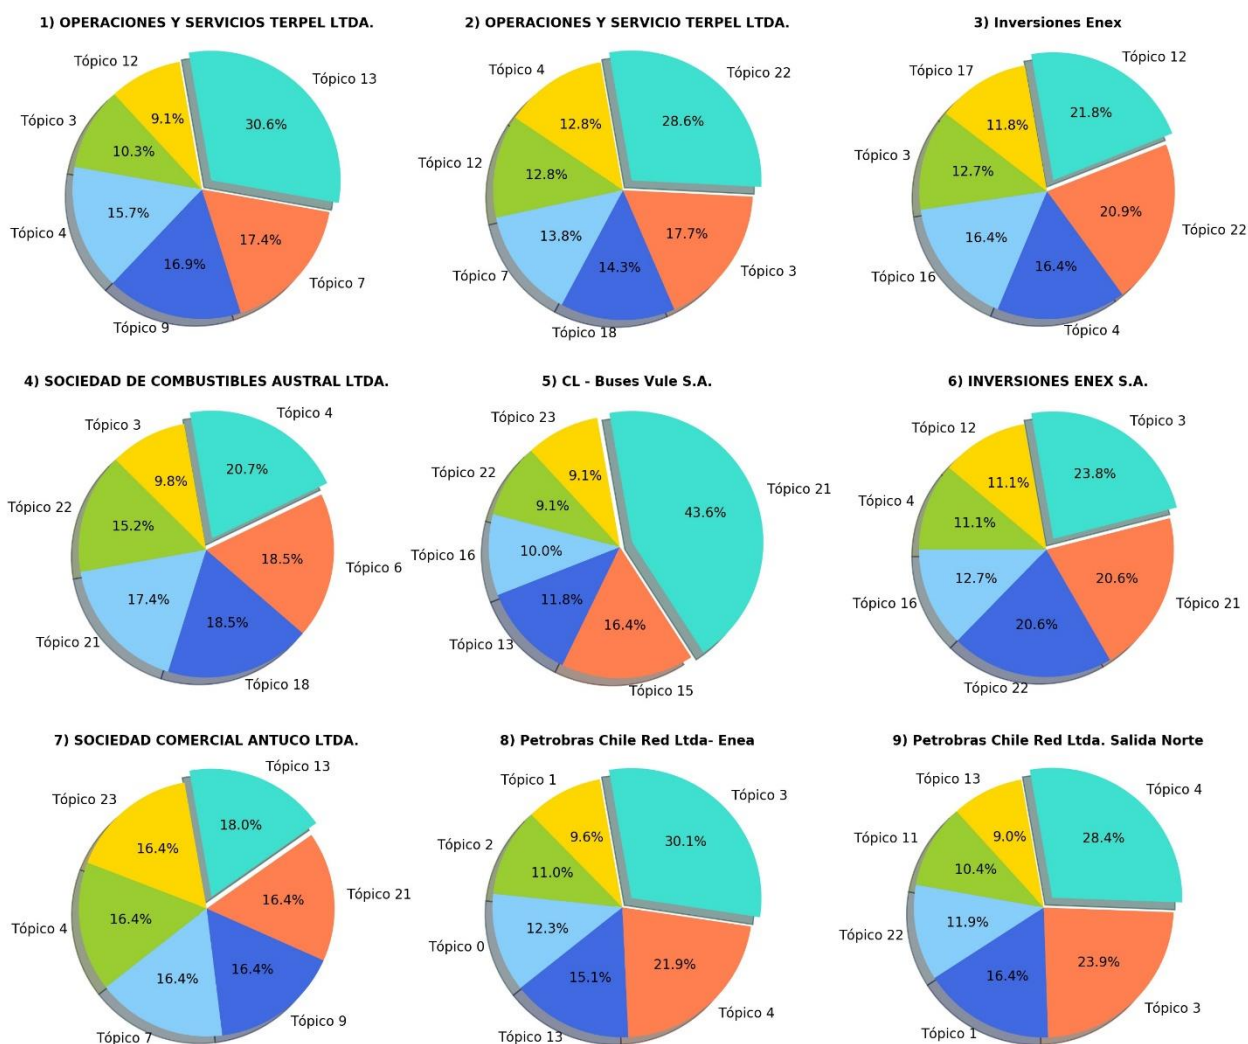 1) OPERACIONES Y SERVICIOS TERPEL LTDA.
Tópico 12
Tópico 13
9.1%
30.6%
Tópico 3
10.3%
15.7%
Tópico 4
17.4%
16.9%
Tópico 7
Tópico 9
2) OPERACIONES Y SERVICIO TERPEL LTDA.
Tópico 4
Tópico 22
12.8%
28.6%
Tópico 12
12.8%
13.8%
17.7%
14.3%
Tópico 7
Tópico 3
Tópico 18
3) Inversiones Enex
Tópico 12
Tópico 17
21.8%
11.8%
Tópico 3
12.7%
20.9%
16.4%
Tópico 22
16.4%
Tópico 16
Tópico 4
4) SOCIEDAD DE COMBUSTIBLES AUSTRAL LTDA.
Tópico 4
Tópico 3
20.7%
9.8%
Tópico 22
15.2%
18.5%
Tópico 6
17.4%
18.5%
Tópico 21
Tópico 18
5) CL - Buses Vule S.A.
Tópico 23
9.1%
Tópico 22
Tópico 21
9.1%
43.6%
Tópico 16
10.0%
11.8%
16.4%
Tópico 13
Tópico 15
6) INVERSIONES ENEX S.A.
Tópico 3
Tópico 12
23.8%
11.1%
Tópico 4
11.1%
12.7%
20.6%
Tópico 16
Tópico 21
20.6%
Tópico 22
7) SOCIEDAD COMERCIAL ANTUCO LTDA.
Tópico 13
Tópico 23
18.0%
16.4%
Tópico 21
16.4%
Tópico 4
16.4%
16.4%
16.4%
Tópico 9
Tópico 7
8) Petrobras Chile Red Ltda- Enea
Tópico 1
Tópico 3
9.6%
30.1%
Tópico 2
11.0%
12.3%
Tópico 0
21.9%
15.1%
Tópico 4
Tópico 13
9) Petrobras Chile Red Ltda. Salida Norte
Tópico 13
Tópico 4
9.0%
28.4%
Tópico 11
10.4%
11.9%
Tópico 22
23.9%
16.4%
Tópico 3
Tópico 1